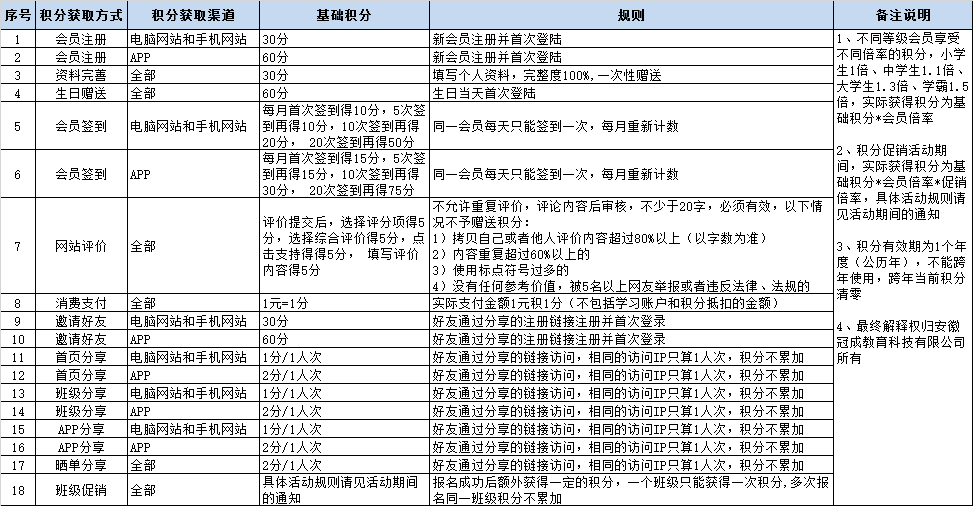 序号 积分获取方式 积分获取渠道 基础积分 规则 备注说明
1 会员注册 电脑网站和手机网站 30分 新会员注册并首次登陆
2 会员注册 APP 60分 新会员注册并首次登陆
3 资料完善 全部 30分 填写个人资料，完整度100%,一次性赠送
4 生日赠送 全部 60分 生日当天首次登陆
5 会员签到 电脑网站和手机网站
每月首次签到得10分，5次签
到再得10分，10次签到再得
20分， 20次签到再得50分
同一会员每天只能签到一次，每月重新计数
6 会员签到 APP
每月首次签到得15分，5次签
到再得15分，10次签到再得
30分， 20次签到再得75分
同一会员每天只能签到一次，每月重新计数
7 网站评价 全部
评价提交后，选择评分项得5
分，选择综合评价得5分，点
击支持得得5分， 填写评价
内容得5分
不允许重复评价，评论内容后审核，不少于20字，必须有效，以下情
况不予赠送积分：
1）拷贝自己或者他人评价内容超过80%以上（以字数为准）
2）内容重复超过60%以上的
3）使用标点符号过多的
4）没有任何参考价值，被5名以上网友举报或者违反法律、法规的
8 消费支付 全部 1元=1分 实际支付金额1元积1分（不包括学习账户和积分抵扣的金额）
9 邀请好友 电脑网站和手机网站 30分 好友通过分享的注册链接注册并首次登录
10 邀请好友 APP 60分 好友通过分享的注册链接注册并首次登录
11 首页分享 电脑网站和手机网站 1分/1人次 好友通过分享的链接访问，相同的访问IP只算1人次，积分不累加
12 首页分享 APP 2分/1人次 好友通过分享的链接访问，相同的访问IP只算1人次，积分不累加
13 班级分享 电脑网站和手机网站 1分/1人次 好友通过分享的链接访问，相同的访问IP只算1人次，积分不累加
14 班级分享 APP 2分/1人次 好友通过分享的链接访问，相同的访问IP只算1人次，积分不累加
15 APP分享 电脑网站和手机网站 1分/1人次 好友通过分享的链接访问，相同的访问IP只算1人次，积分不累加
16 APP分享 APP 2分/1人次 好友通过分享的链接访问，相同的访问IP只算1人次，积分不累加
17 晒单分享 全部 2分/1人次 好友通过分享的链接访问，相同的访问IP只算1人次，积分不累加
18 班级促销 全部
具体活动规则请见活动期间
的通知
报名成功后额外获得一定的积分，一个班级只能获得一次积分,多次报
名同一班级积分不累加
1、不同等级会员享受
不同倍率的积分，小学
生1倍、中学生1.1倍、
大学生1.3倍、学霸1.5
倍，实际获得积分为基
础积分*会员倍率
2、积分促销活动期
间，实际获得积分为基
础积分*会员倍率*促销
倍率，具体活动规则请
见活动期间的通知
3、积分有效期为1个年
度（公历年），不能跨
年使用，跨年当前积分
清零
4、最终解释权归安徽
冠成教育科技有限公司
所有